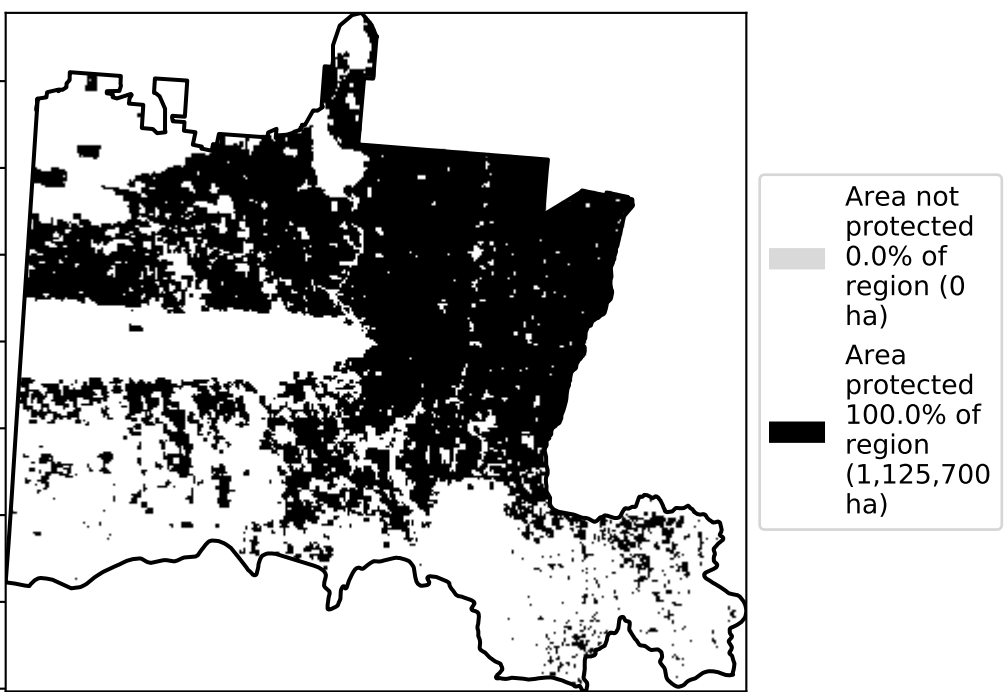 Area not
protected
0.0% of
region (0
ha)
Area
protected
100.0% of
region
(1,125,700
ha)